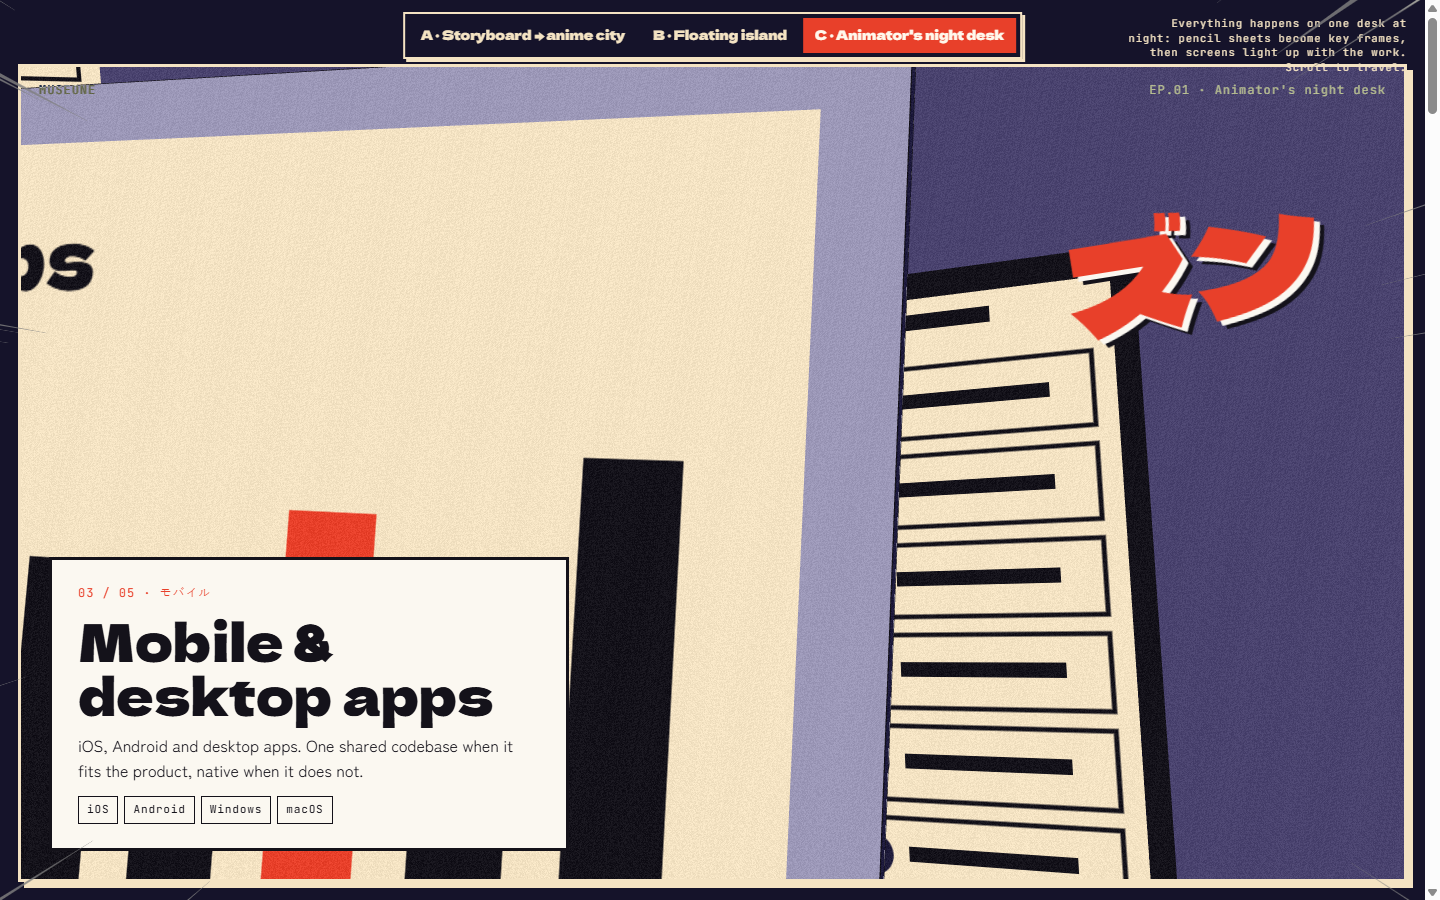 A · Storyboard → anime city
B · Floating island
C · Animator's night desk
Everything happens on one desk at
night: pencil sheets become key frames,
then screens light up with the work.
Scroll to travel.
MUSEUNE
EP.01 · Animator's night desk
ズン
03 / 05 · モバイル
Mobile &
desktop apps
iOS, Android and desktop apps. One shared codebase when it
fits the product, native when it does not.
iOS
Android
Windows
macOS